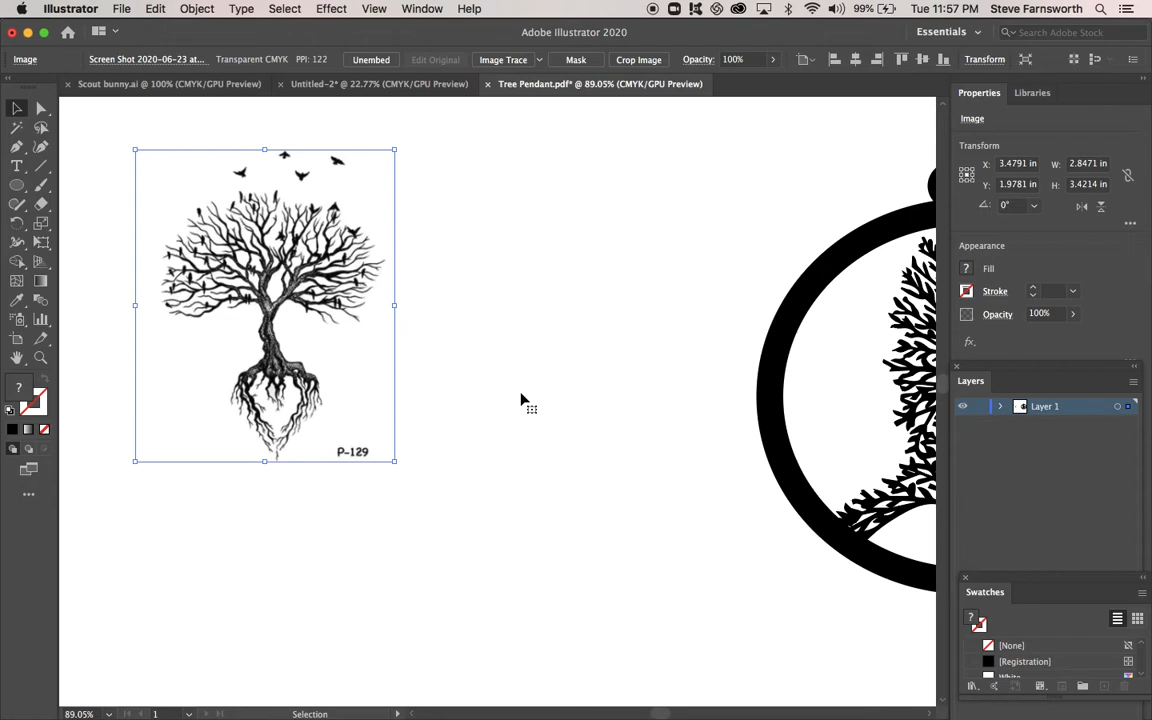 Illustrator File Edit Object Type Select Effect View Window Help 99% Tue 11:57 PM Steve Farnsworth
Adobe Illustrator 2020 Essentials Search Adobe Stock
Image Screen Shot 2020-06-23 at... Transparent CMYK PPI: 122 Unembed Edit Original Image Trace Mask Crop Image Opacity: 100% Transform
× Scout bunny.ai @ 100% (CMYK/GPU Preview) × Untitled-2* @ 22.77% (CMYK/GPU Preview) × Tree Pendant.pdf* @ 89.05% (CMYK/GPU Preview)
Properties Libraries
Image
Transform
X: 3.4791 in W: 2.8471 in
Y: 1.9781 in H: 3.4214 in
0°
Appearance
? Fill
Stroke
Opacity 100%
fx.
Layers
Layer 1
P-129
?
Swatches
?
[None]
[Registration]
White
89.05% 1 Selection